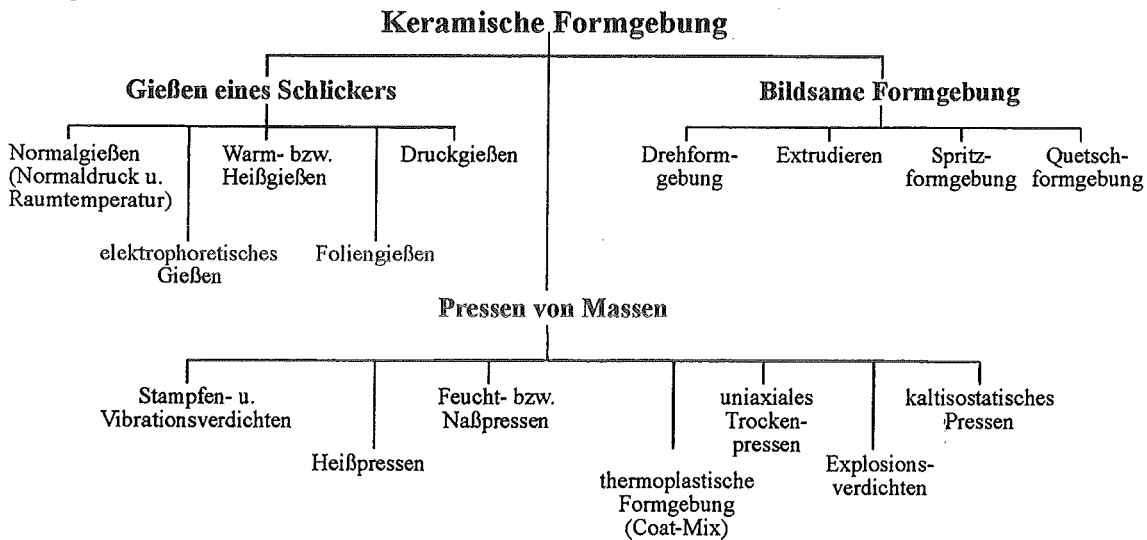 Keramische Formgebung
Gießen eines Schlickers
Bildsame Formgebung
Normalgießen
(Normaldruck u.
Raumtemperatur)
elektrophoretisches
Gießen
Warm- bzw.
Heißgießen
Foliengießen
Druckgießen
Drehform-
gebung
Extrudieren
Spritz-
formgebung
Quetsch-
formgebung
Pressen von Massen
Stampfen- u.
Vibrationsverdichten
Heißpressen
Feucht- bzw.
Naßpressen
thermoplastische
Formgebung
(Coat-Mix)
uniaxiales
Trocken-
pressen
Explosions-
verdichten
kaltisostatisches
Pressen